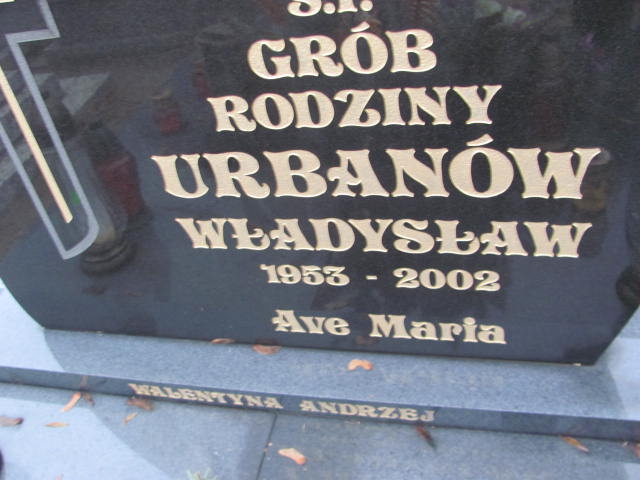 Ś.P.
GRÓB
RODZINY
URBANÓW
WŁADYSŁAW
1953 - 2002
Ave Maria
WALENTYNA ANDRZEJ